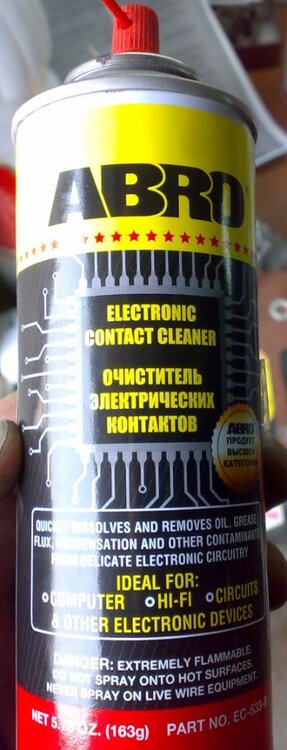 ABRO
ELECTRONIC
CONTACT CLEANER
ОЧИСТИТЕЛЬ
ЭЛЕКТРИЧЕСКИХ
КОНТАКТОВ
ABRO
ПРОДУКТ
ВЫСШЕЙ
КАТЕГОРИИ
QUICKLY DISSOLVES AND REMOVES OIL, GREASE
FLUX, CONDENSATION AND OTHER CONTAMINANTS
FROM DELICATE ELECTRONIC CIRCUITRY
IDEAL FOR:
COMPUTER HI-FI CIRCUITS
& OTHER ELECTRONIC DEVICES
DANGER: EXTREMELY FLAMMABLE.
DO NOT SPRAY ONTO HOT SURFACES.
NEVER SPRAY ON LIVE WIRE EQUIPMENT.
NET OZ. (163g) PART NO.